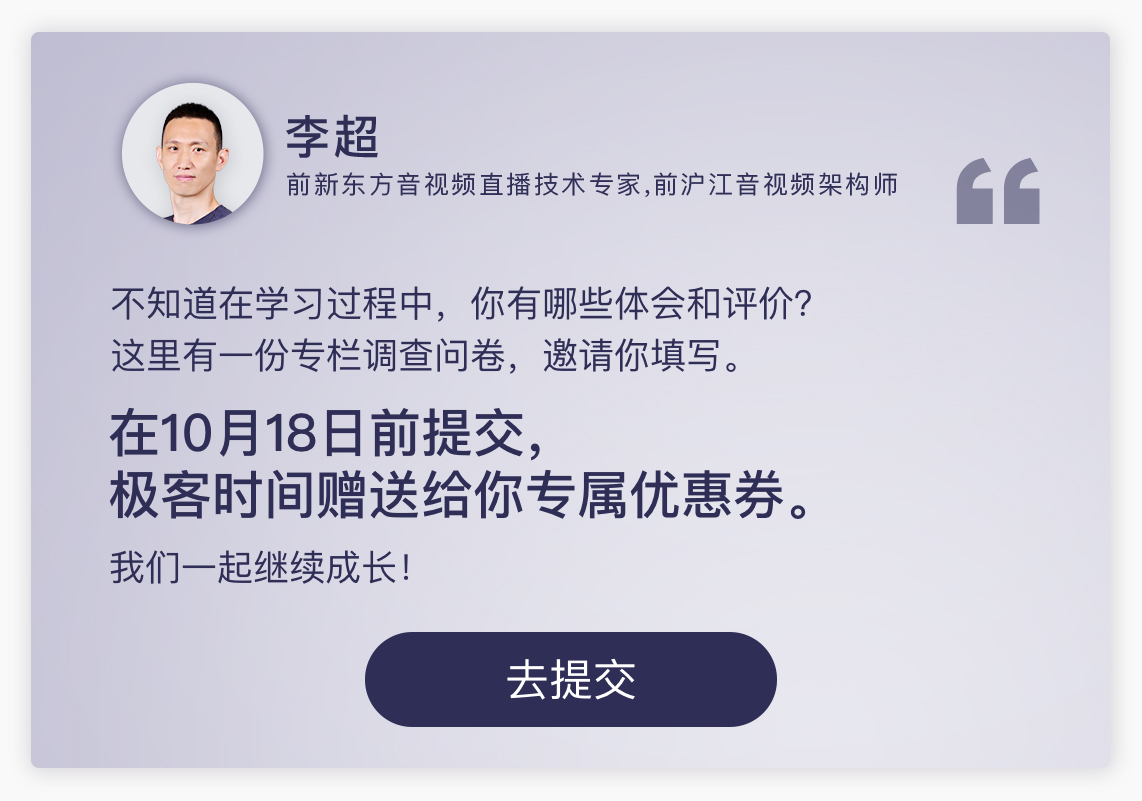 李超
前新东方音视频直播技术专家,前沪江音视频架构师
不知道在学习过程中，你有哪些体会和评价？
这里有一份专栏调查问卷，邀请你填写。
在10月18日前提交，
极客时间赠送给你专属优惠券。
我们一起继续成长！
去提交